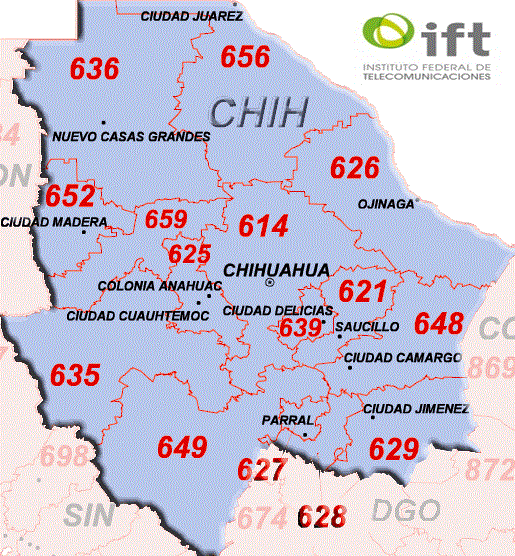 CIUDAD JUAREZ
ift
INSTITUTO FEDERAL DE
TELECOMUNICACIONES
636
656
CHIH
NUEVO CASAS GRANDES
626
652
OJINAGA
CIUDAD MADERA
659
614
625
CHIHUAHUA
COLONIA ANAHUAC
621
CIUDAD CUAUHTEMOC
CIUDAD DELICIAS
639
SAUCILLO
648
CO
CIUDAD CAMARGO
869
635
PARRAL
CIUDAD JIMENEZ
649
629
698
627
872
SIN
674
628
DGO